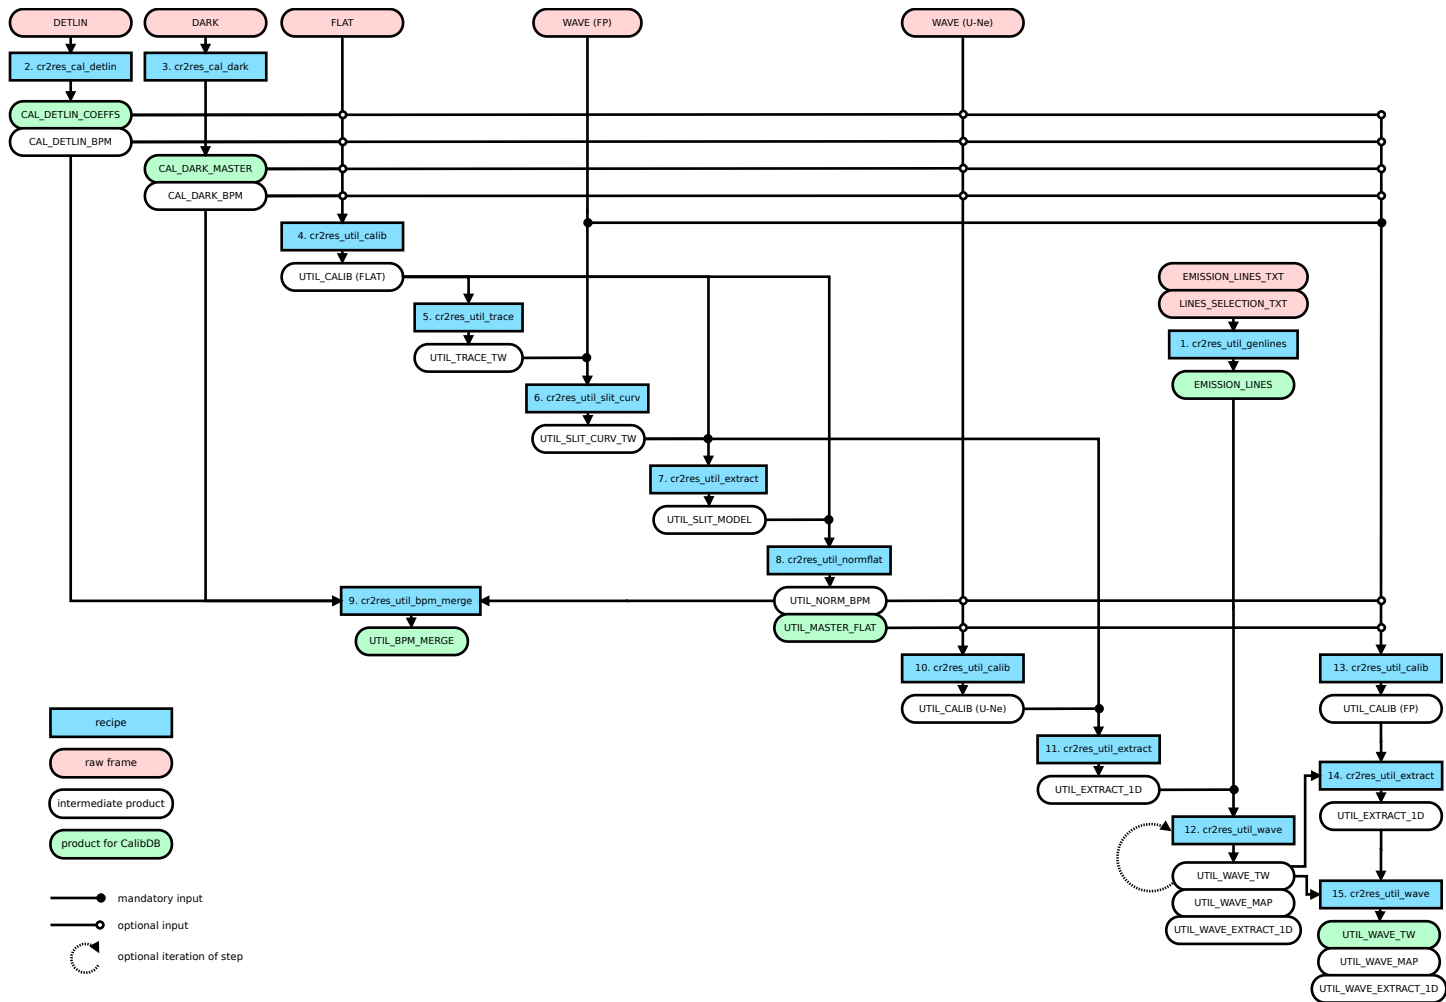 DETLIN
DARK
FLAT
WAVE (FP)
WAVE (U-Ne)
2. cr2res_cal_detlin
3. cr2res_cal_dark
CAL_DETLIN_COEFFS
CAL_DETLIN_BPM
CAL_DARK_MASTER
CAL_DARK_BPM
4. cr2res_util_calib
UTIL_CALIB (FLAT)
EMISSION_LINES_TXT
LINES_SELECTION_TXT
5. cr2res_util_trace
1. cr2res_util_genlines
UTIL_TRACE_TW
EMISSION_LINES
6. cr2res_util_slit_curv
UTIL_SLIT_CURV_TW
7. cr2res_util_extract
UTIL_SLIT_MODEL
8. cr2res_util_normflat
9. cr2res_util_bpm_merge
UTIL_NORM_BPM
UTIL_BPM_MERGE
UTIL_MASTER_FLAT
10. cr2res_util_calib
13. cr2res_util_calib
UTIL_CALIB (U-Ne)
UTIL_CALIB (FP)
recipe
11. cr2res_util_extract
raw frame
14. cr2res_util_extract
UTIL_EXTRACT_1D
intermediate product
UTIL_EXTRACT_1D
12. cr2res_util_wave
product for CalibDB
UTIL_WAVE_TW
15. cr2res_util_wave
mandatory input
UTIL_WAVE_MAP
optional input
UTIL_WAVE_EXTRACT_1D
UTIL_WAVE_TW
optional iteration of step
UTIL_WAVE_MAP
UTIL_WAVE_EXTRACT_1D